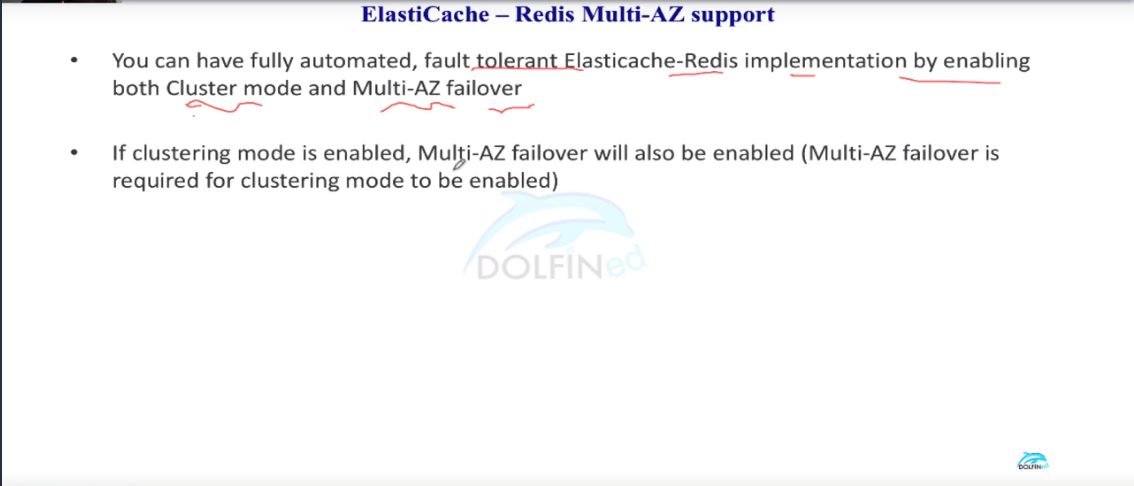 ElastiCache – Redis Multi-AZ support
• You can have fully automated, fault tolerant Elasticache-Redis implementation by enabling
both Cluster mode and Multi-AZ failover
• If clustering mode is enabled, Multi-AZ failover will also be enabled (Multi-AZ failover is
required for clustering mode to be enabled)
DOLFINed
DOLFINed